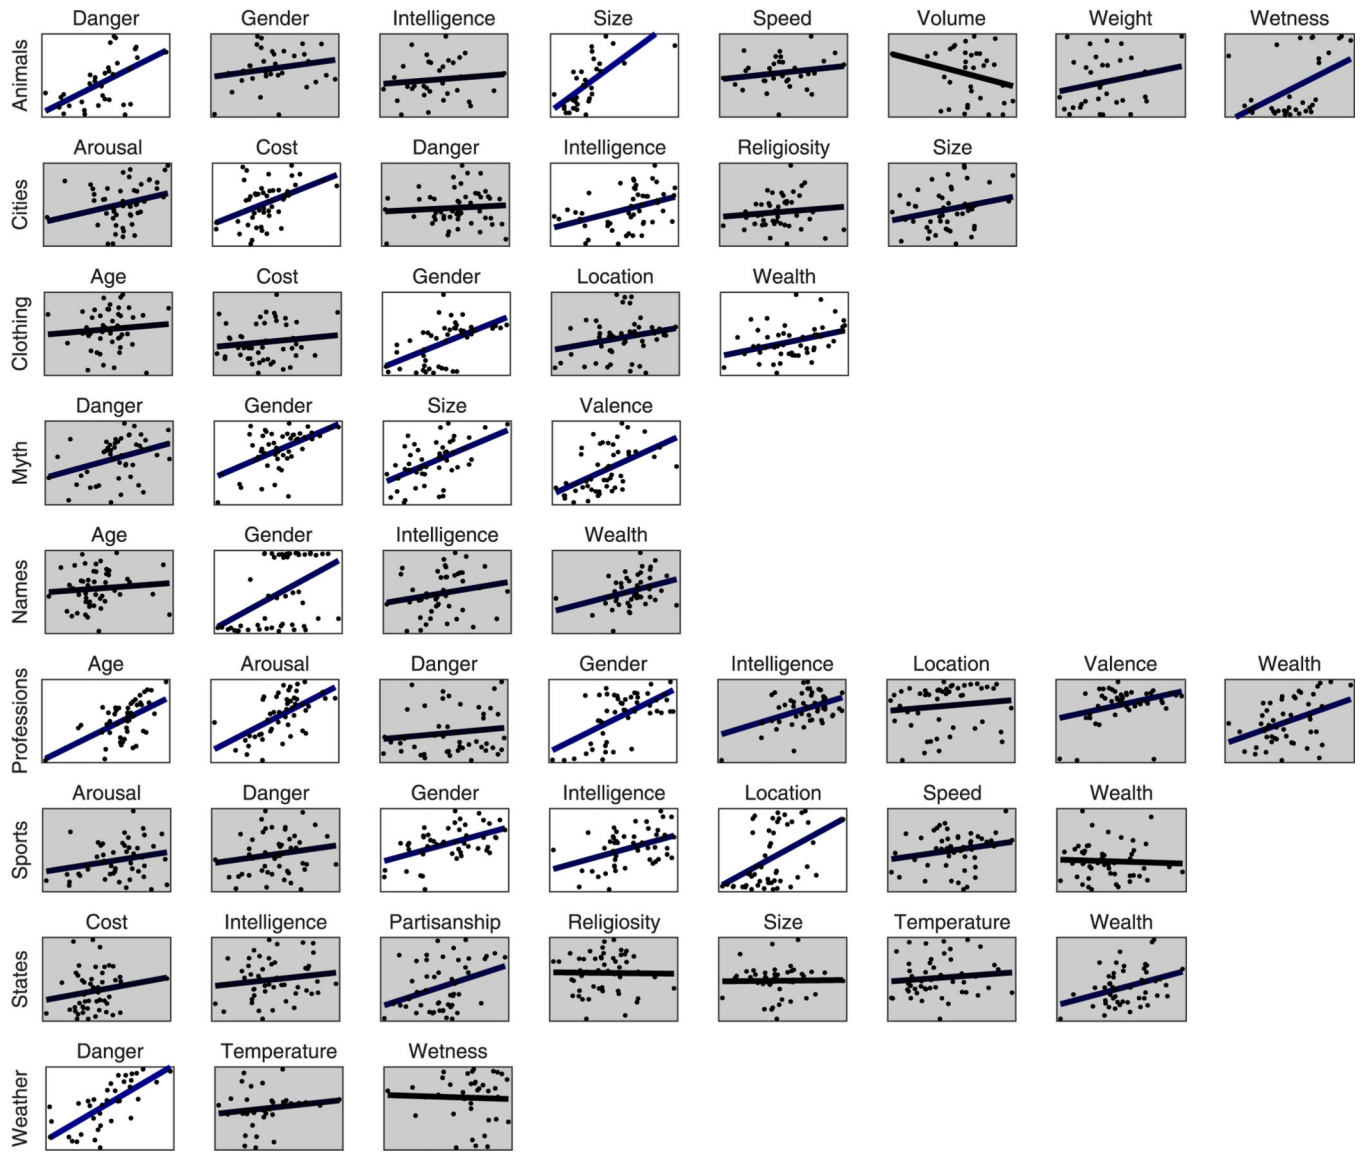 Danger Gender Intelligence Size Speed Volume Weight Wetness
Animals
Arousal Cost Danger Intelligence Religiosity Size
Cities
Age Cost Gender Location Wealth
Clothing
Danger Gender Size Valence
Myth
Age Gender Intelligence Wealth
Names
Age Arousal Danger Gender Intelligence Location Valence Wealth
Professions
Arousal Danger Gender Intelligence Location Speed Wealth
Sports
Cost Intelligence Partisanship Religiosity Size Temperature Wealth
States
Danger Temperature Wetness
Weather